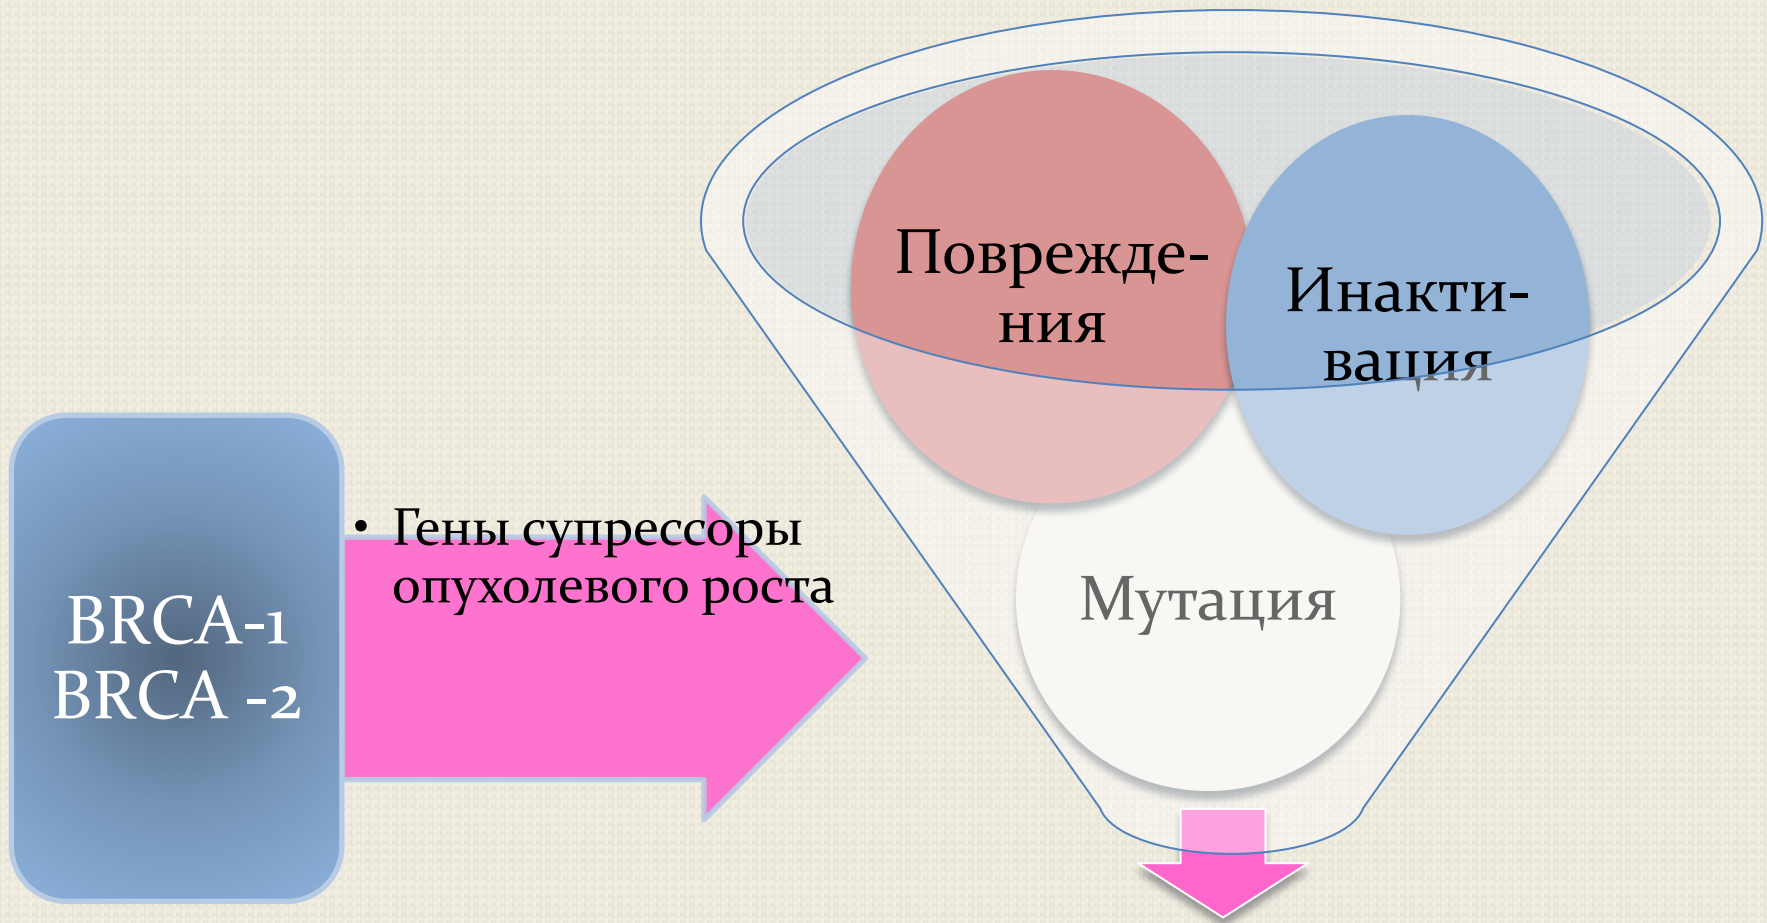 BRCA-1
BRCA -2
• Гены супрессоры
опухолевого роста
Поврежде-
ния
Инакти-
вация
Мутация